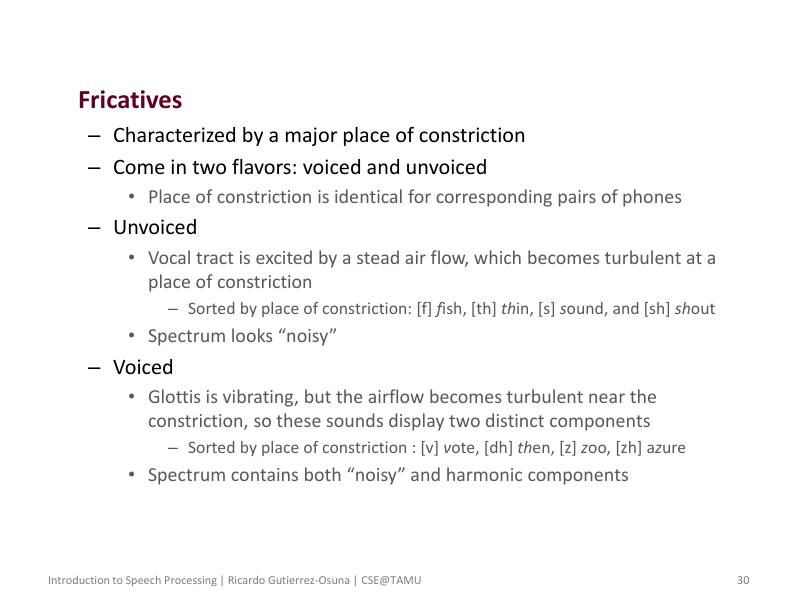 Fricatives
– Characterized by a major place of constriction
– Come in two flavors: voiced and unvoiced
• Place of constriction is identical for corresponding pairs of phones
– Unvoiced
• Vocal tract is excited by a stead air flow, which becomes turbulent at a
place of constriction
– Sorted by place of constriction: [f] fish, [th] thin, [s] sound, and [sh] shout
• Spectrum looks “noisy”
– Voiced
• Glottis is vibrating, but the airflow becomes turbulent near the
constriction, so these sounds display two distinct components
– Sorted by place of constriction : [v] vote, [dh] then, [z] zoo, [zh] azure
• Spectrum contains both “noisy” and harmonic components
Introduction to Speech Processing | Ricardo Gutierrez-Osuna | CSE@TAMU 30